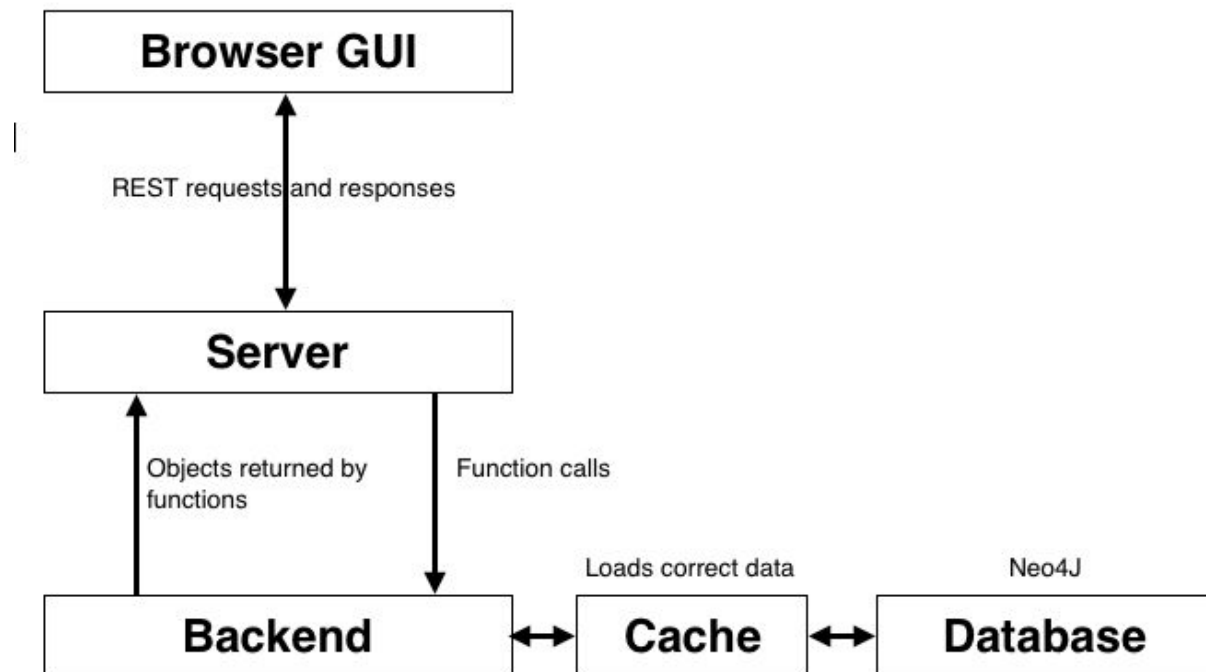 Browser GUI
REST requests and responses
Server
Objects returned by
functions
Function calls
Loads correct data
Neo4J
Backend
Cache
Database